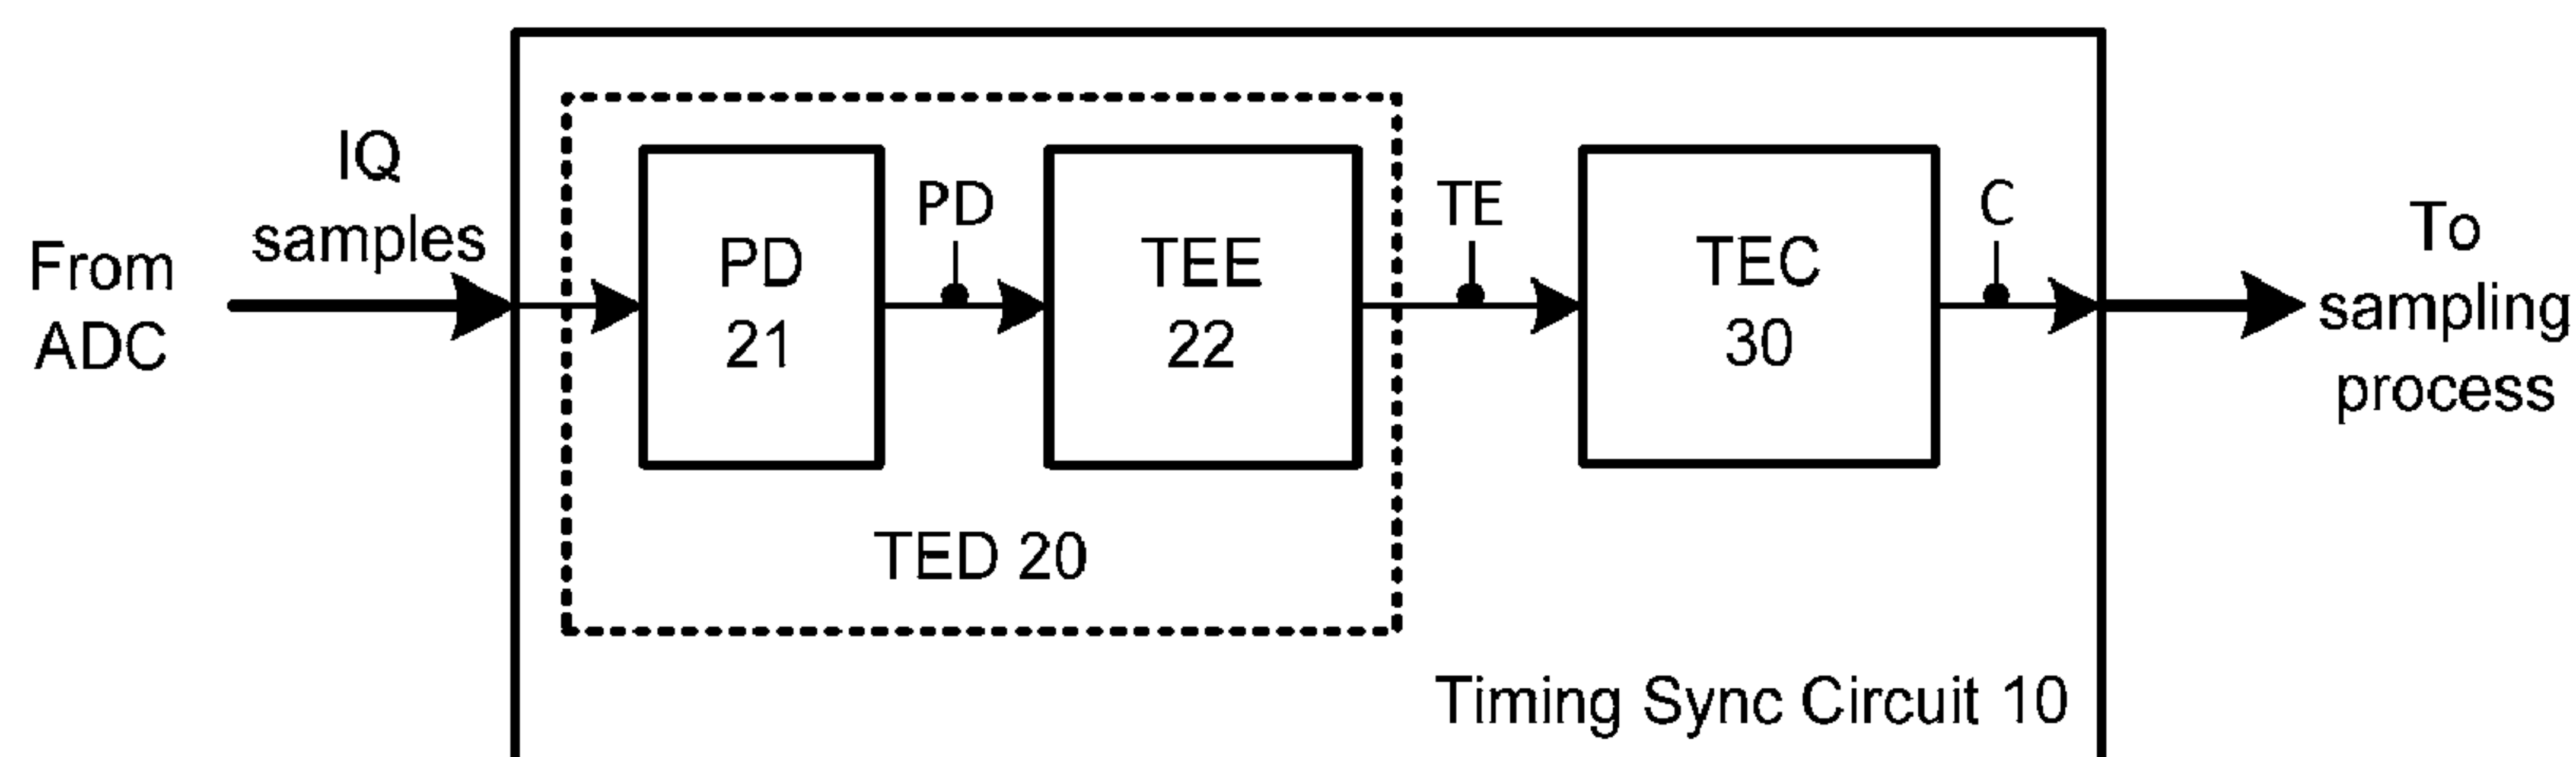 From
ADC
IQ
samples
PD
21
PD
TEE
22
TED 20
TE
TEC
30
C
Timing Sync Circuit 10
To
sampling
process